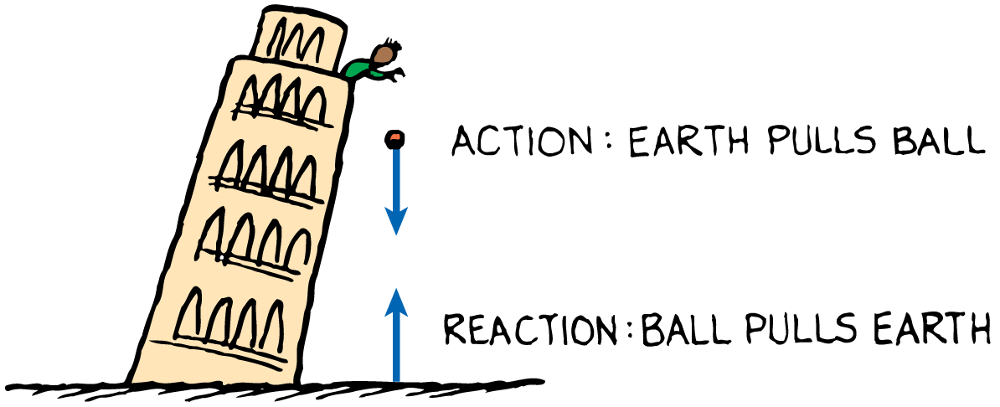 ACTION: EARTH PULLS BALL
REACTION: BALL PULLS EARTH